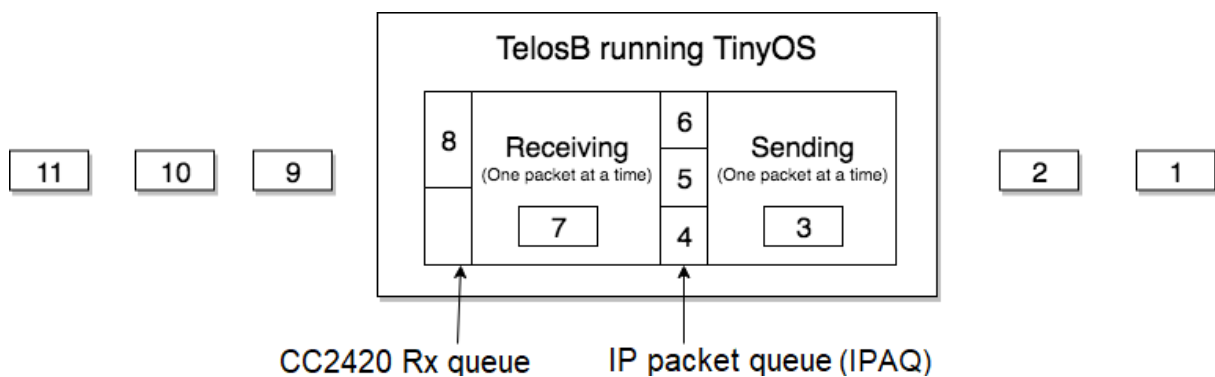 TelosB running TinyOS
11
10
9
8
Receiving
(One packet at a time)
7
6
5
4
Sending
(One packet at a time)
3
2
1
CC2420 Rx queue
IP packet queue (IPAQ)